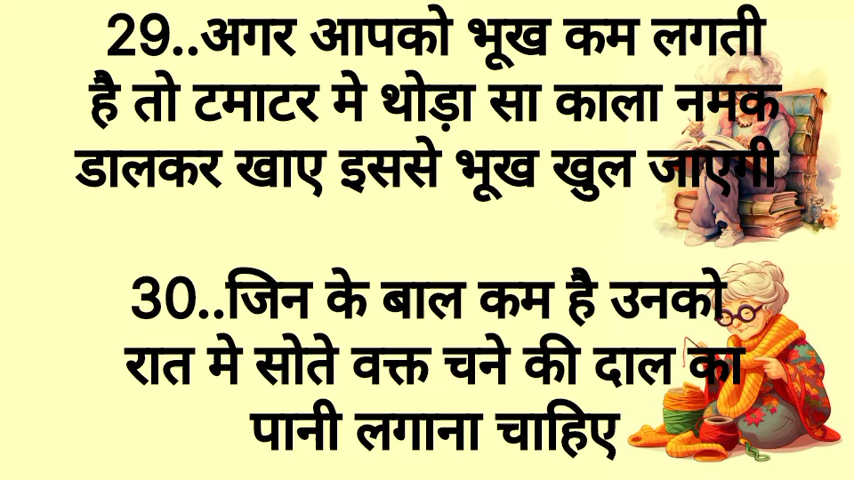 29..अगर आपको भूख कम लगती
है तो टमाटर मे थोड़ा सा काला नमक
डालकर खाए इससे भूख खुल जाएगी
30..जिन के बाल कम है उनको
रात मे सोते वक्त चने की दाल का
पानी लगाना चाहिए